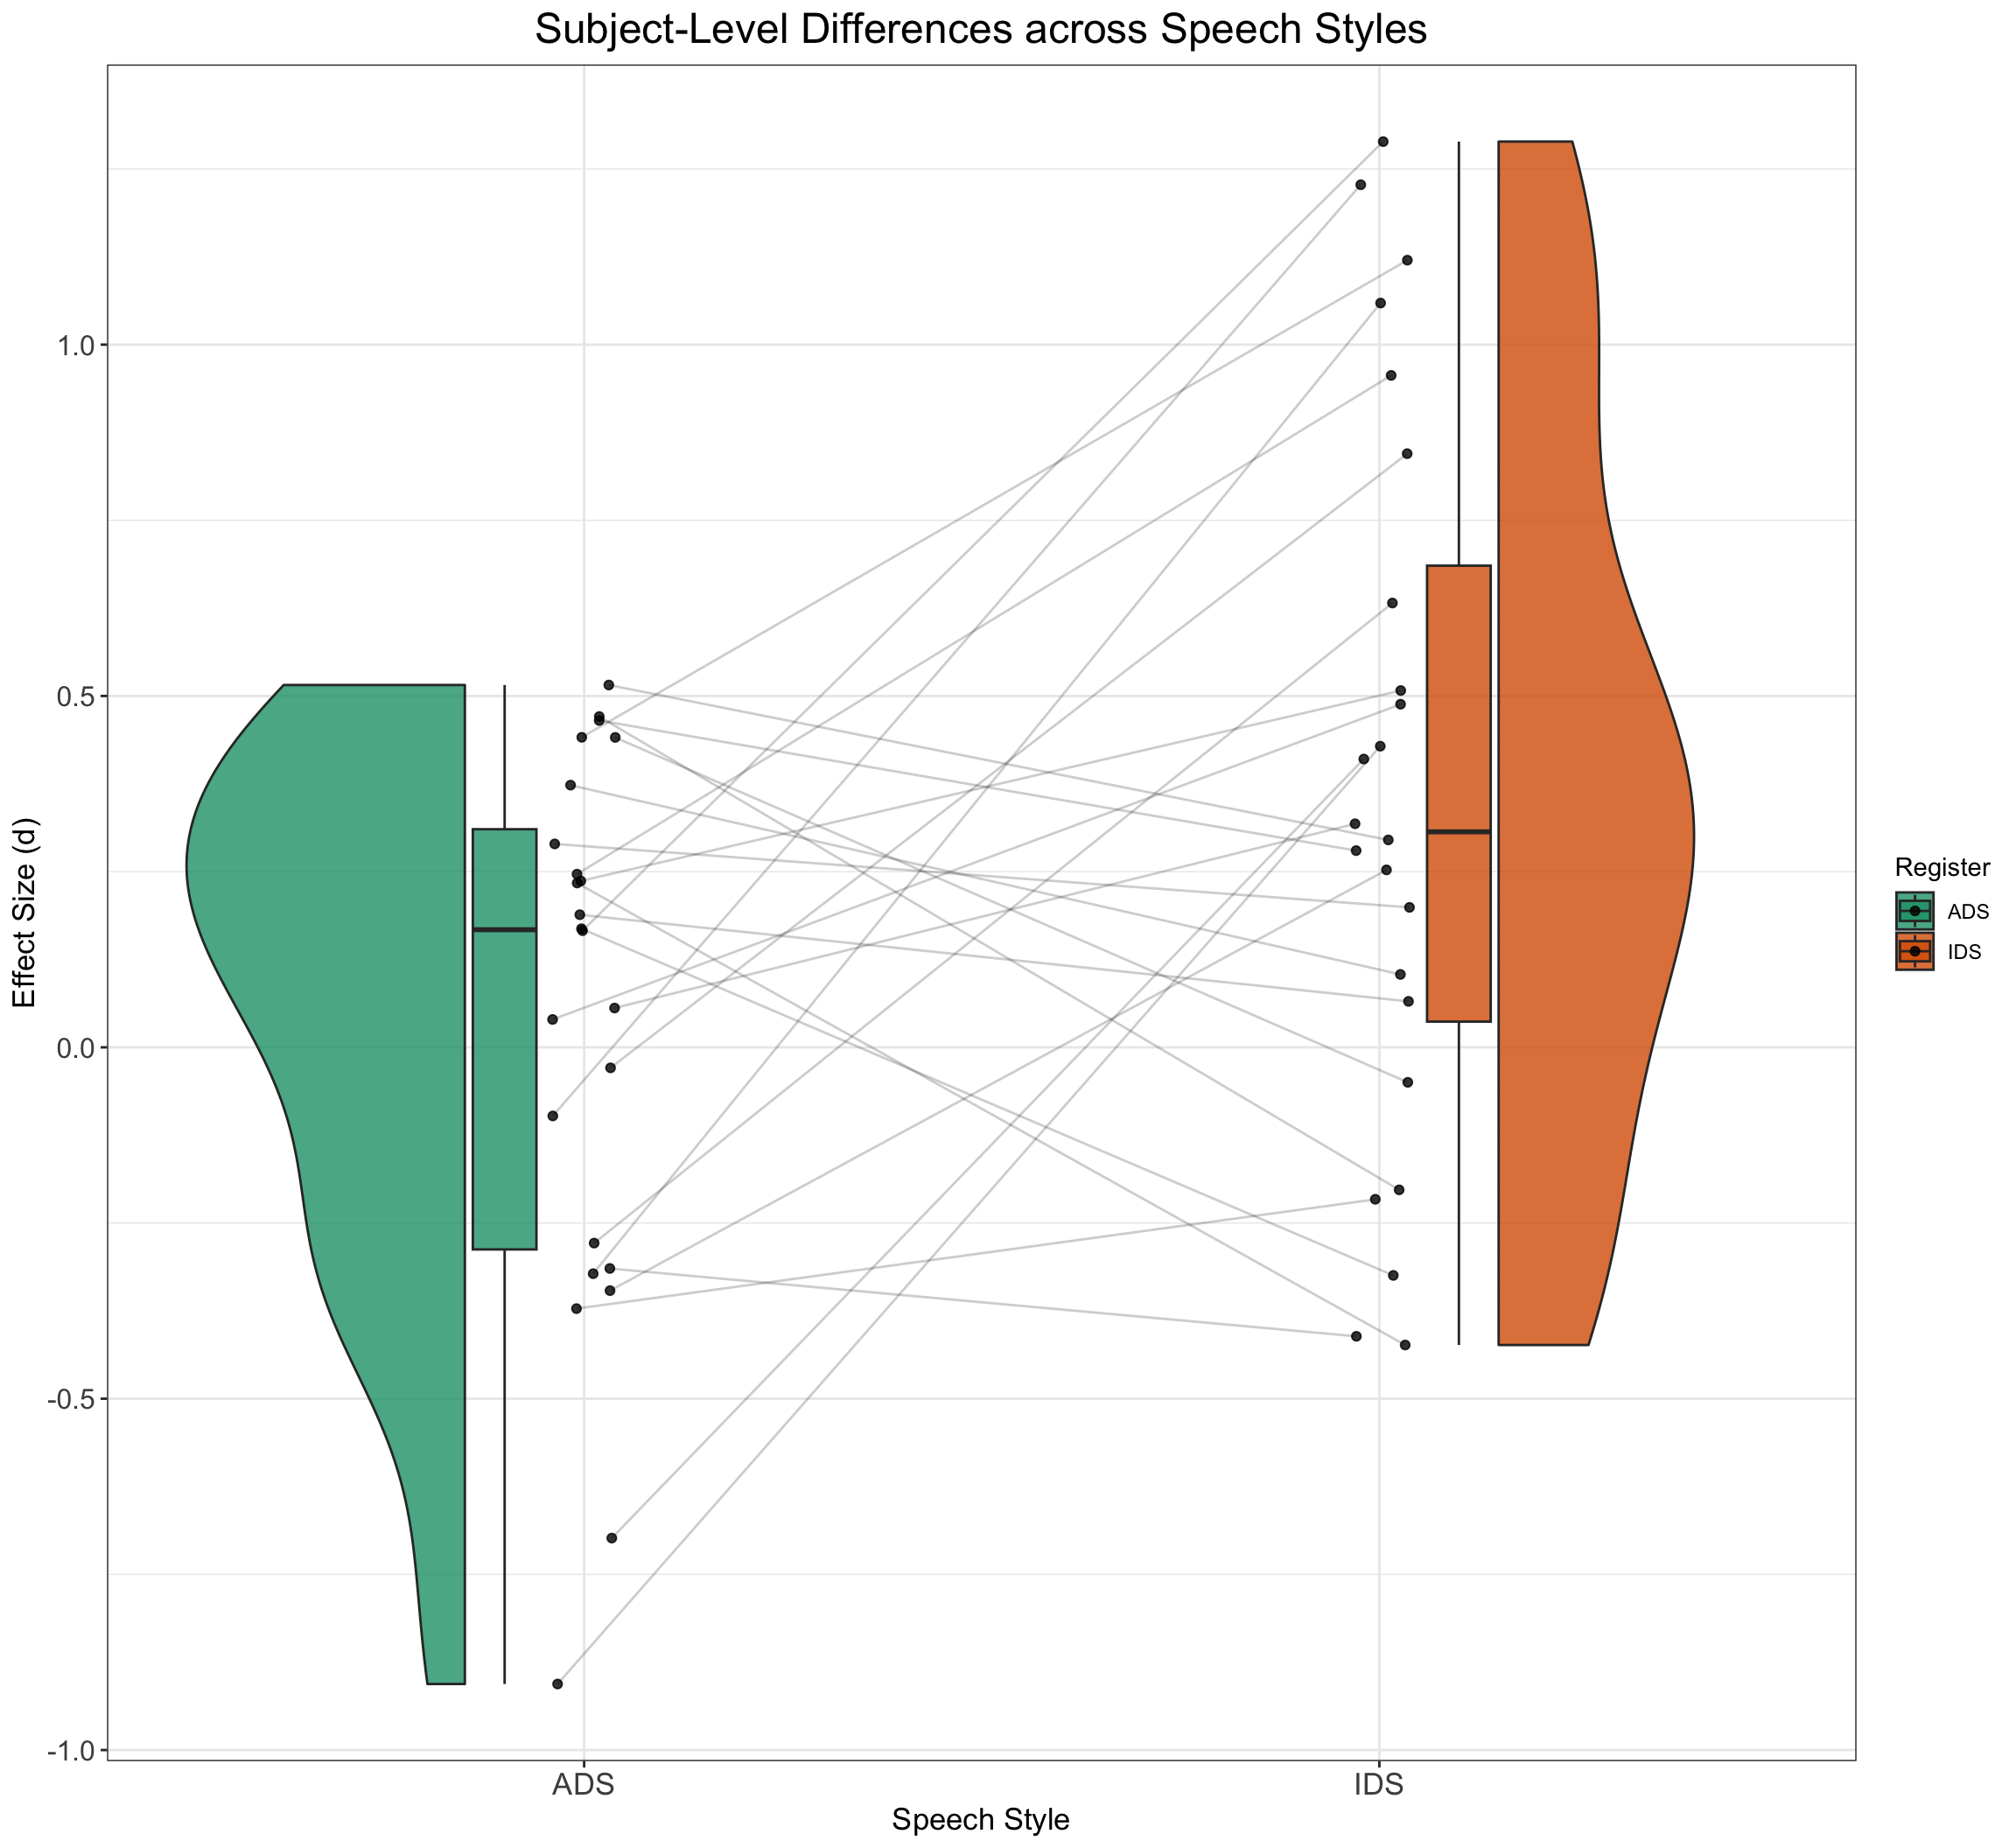 Subject-Level Differences across Speech Styles
Effect Size (d)
1.0
0.5
0.0
-0.5
-1.0
ADS
IDS
Speech Style
Register
ADS
IDS